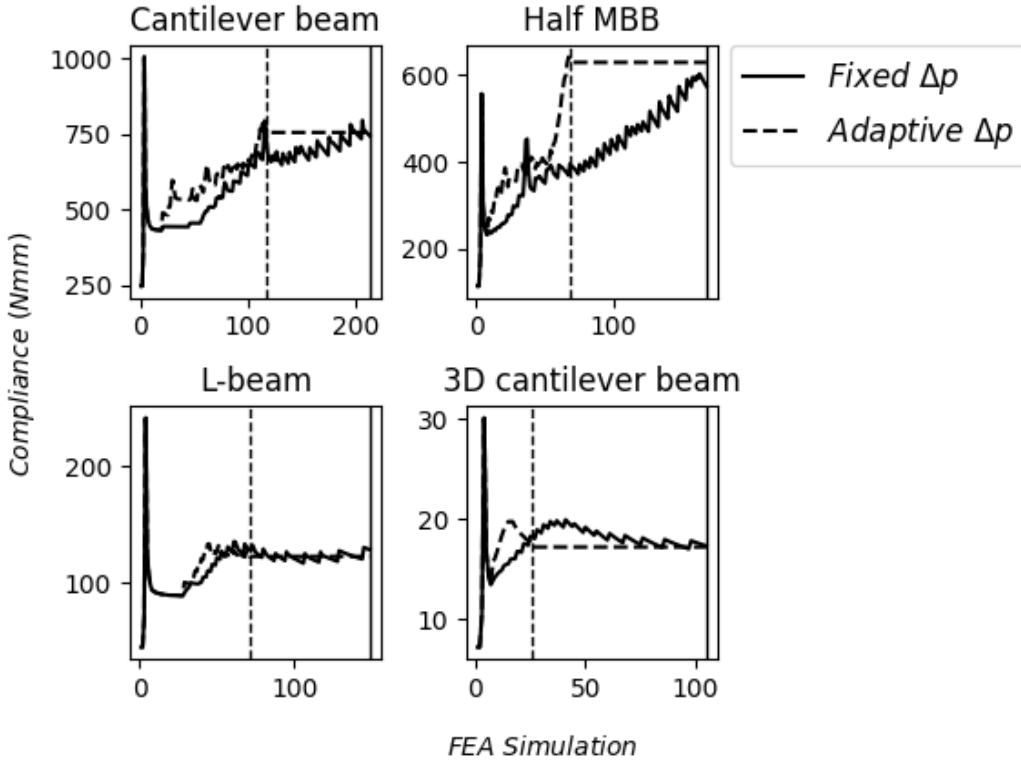 Cantilever beam
Half MBB
1000
750
500
250
0
100
200
600
400
200
0
100
Fixed Δp
Adaptive Δp
Compliance (Nmm)
L-beam
3D cantilever beam
200
100
0
100
30
20
10
0
50
100
FEA Simulation